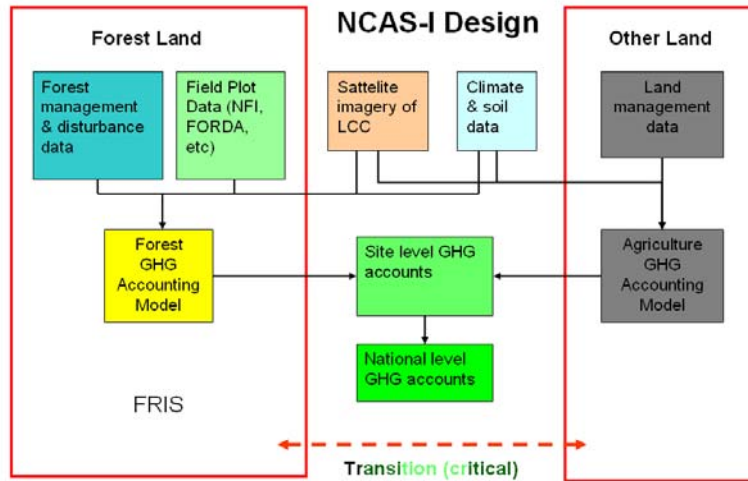 NCAS-I Design
Forest Land
Other Land
Forest
management
& disturbance
data
Field Plot
Data (NFI,
FORDA,
etc)
Sattelite
imagery of
LCC
Climate
& soil data
Land
management
data
Forest
GHG
Accounting
Model
Site level GHG
accounts
Agriculture
GHG
Accounting
Model
National level
GHG accounts
FRIS
Transition (critical)